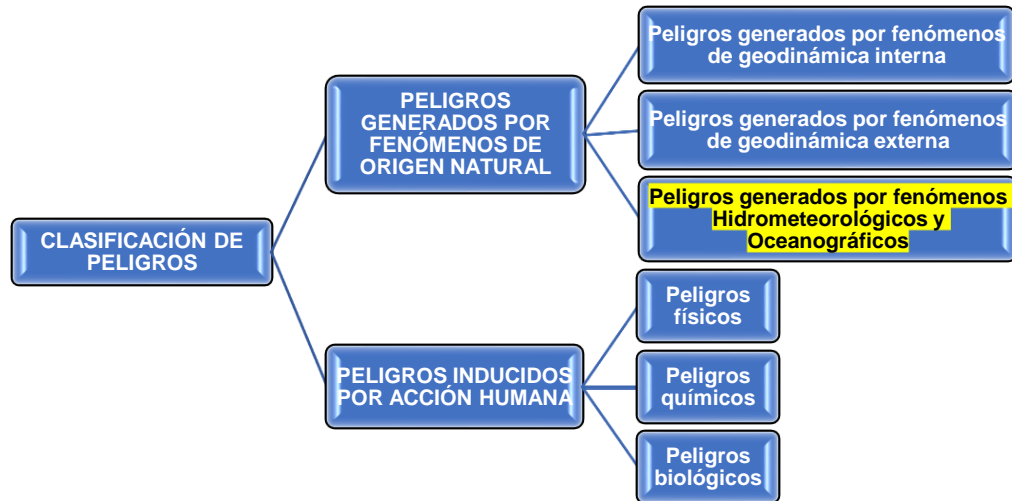 CLASIFICACIÓN DE
PELIGROS
PELIGROS
GENERADOS POR
FENÓMENOS DE
ORIGEN NATURAL
Peligros generados por fenómenos
de geodinámica interna
Peligros generados por fenómenos
de geodinámica externa
Peligros generados por fenómenos
Hidrometeorológicos y
Oceanográficos
PELIGROS INDUCIDOS
POR ACCIÓN HUMANA
Peligros
físicos
Peligros
químicos
Peligros
biológicos